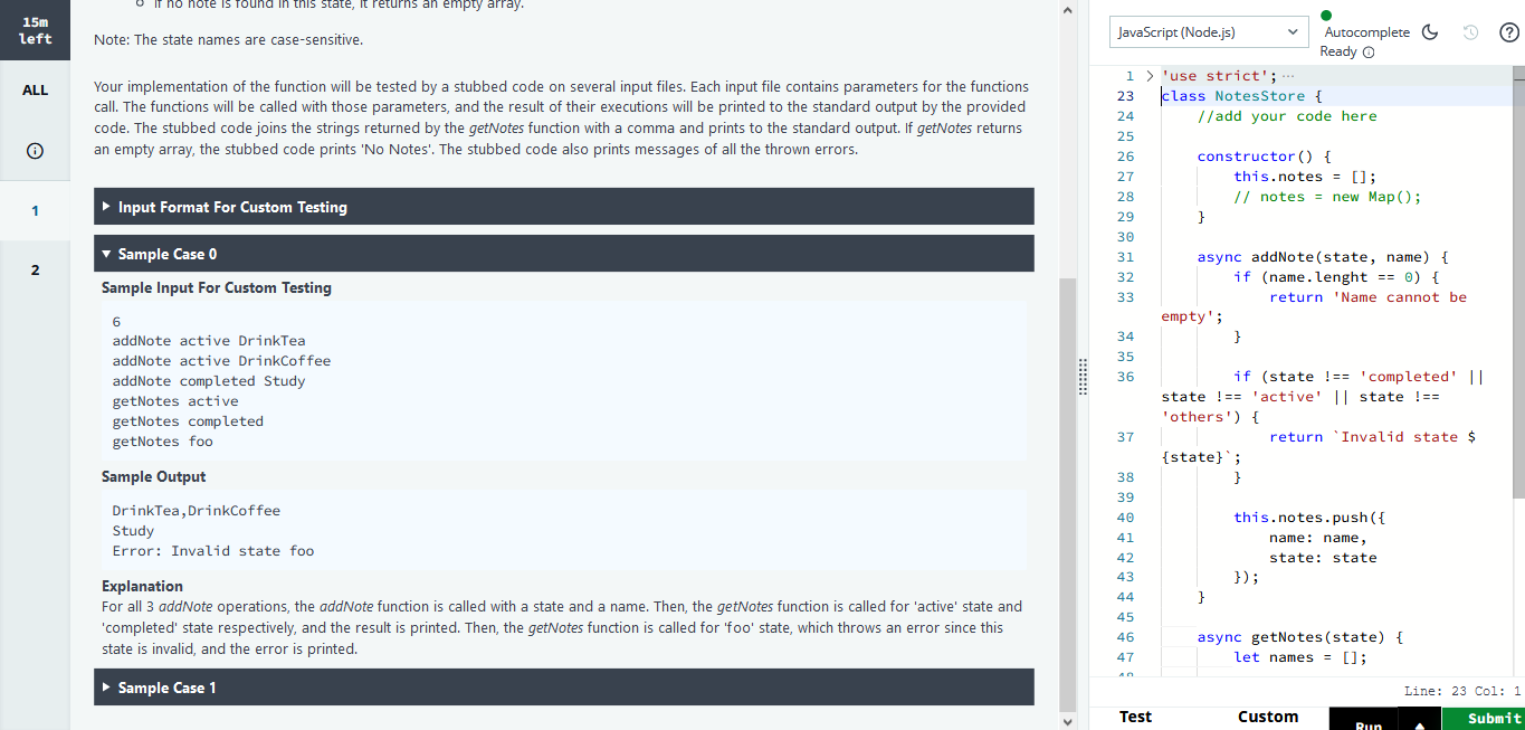 15m
left
ALL
1
2
if no note is found in this state, it returns an empty array.
Note: The state names are case-sensitive.
Your implementation of the function will be tested by a stubbed code on several input files. Each input file contains parameters for the functions
call. The functions will be called with those parameters, and the result of their executions will be printed to the standard output by the provided
code. The stubbed code joins the strings returned by the getNotes function with a comma and prints to the standard output. If getNotes returns
an empty array, the stubbed code prints 'No Notes'. The stubbed code also prints messages of all the thrown errors.
Input Format For Custom Testing
Sample Case 0
Sample Input For Custom Testing
6
addNote active DrinkTea
addNote active DrinkCoffee
addNote completed Study
getNotes active
getNotes completed
getNotes foo
Sample Output
DrinkTea,DrinkCoffee
Study
Error: Invalid state foo
Explanation
For all 3 addNote operations, the addNote function is called with a state and a name. Then, the getNotes function is called for 'active' state and
'completed' state respectively, and the result is printed. Then, the getNotes function is called for 'foo' state, which throws an error since this
state is invalid, and the error is printed.
Sample Case 1
JavaScript (Node.js)
Autocomplete
Ready
1 > 'use strict'; ...
23 class NotesStore {
24 //add your code here
25
26 constructor() {
27 this.notes = [];
28 // notes = new Map();
29 }
30
31 async addNote(state, name) {
32 if (name.lenght == 0) {
33 return 'Name cannot be
empty';
34 }
35
36 if (state !== 'completed' ||
state !== 'active' || state !==
'others') {
37 return `Invalid state $
{state}`;
38 }
39
40 this.notes.push({
41 name: name,
42 state: state
43 });
44 }
45
46 async getNotes(state) {
47 let names = [];
Line: 23 Col: 1
Test
Custom
Run
Submit